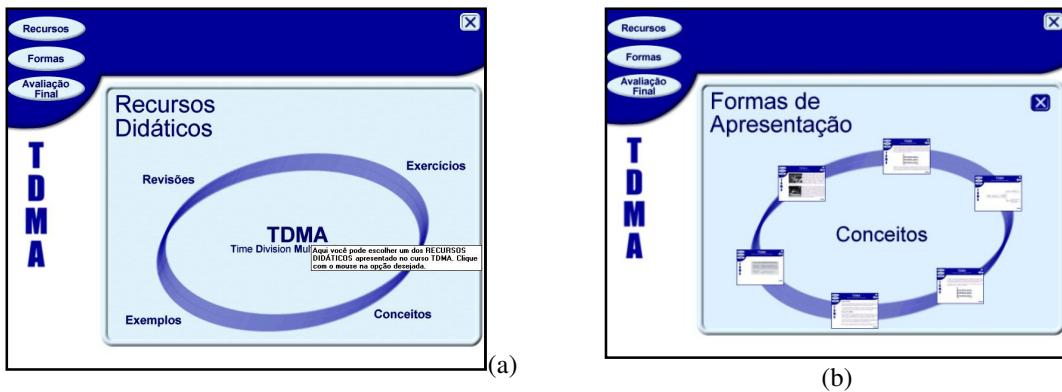 Recursos
Formas
Avaliação
Final
TDMA
Recursos
Didáticos
Revisões
Exercícios
TDMA
Time Division Mul
Aqui você pode escolher um dos RECURSOS
DIDÁTICOS apresentado no curso TDMA. Clique
com o mouse na opção desejada.
Exemplos
Conceitos
(a)
Recursos
Formas
Avaliação
Final
TDMA
Formas de
Apresentação
Conceitos
(b)